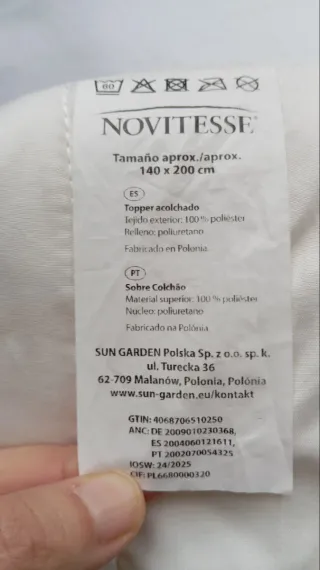 60
NOVITESSE®
Tamaño aprox./aprox.
140 x 200 cm
ES
Topper acolchado
Tejido exterior: 100 % poliéster
Relleno: poliuretano
Fabricado en Polonia
PT
Sobre Colchão
Material superior: 100 % poliéster
Núcleo: poliuretano
Fabricado na Polónia
SUN GARDEN Polska Sp. z o.o. sp. k.
ul. Turecka 36
62-709 Malanów, Polonia, Polónia
www.sun-garden.eu/kontakt
GTIN: 4068706510250
ANC: DE 2009010230368,
ES 2004060121611,
PT 2002070054325
IOSW: 24/2025
CIF: PL6680000320